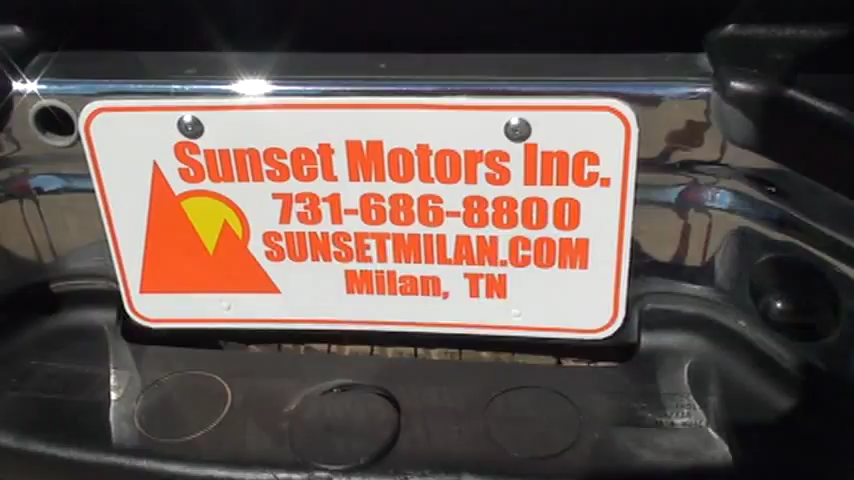 Sunset Motors Inc.
731-686-8800
SUNSETMILAN.COM
Milan, TN